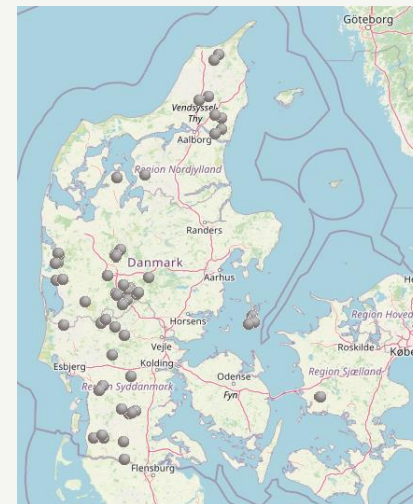 Göteborg
Vendsyssel-
Thy
Aalborg
Region Nordjylland
Randers
Danmark
Aarhus
Horsens
Region Hoved
Roskilde
Købe
Vejle
Esbjerg
Kolding
Odense
Region Sjælland
Fyn
Region Syddanmark
Flensburg